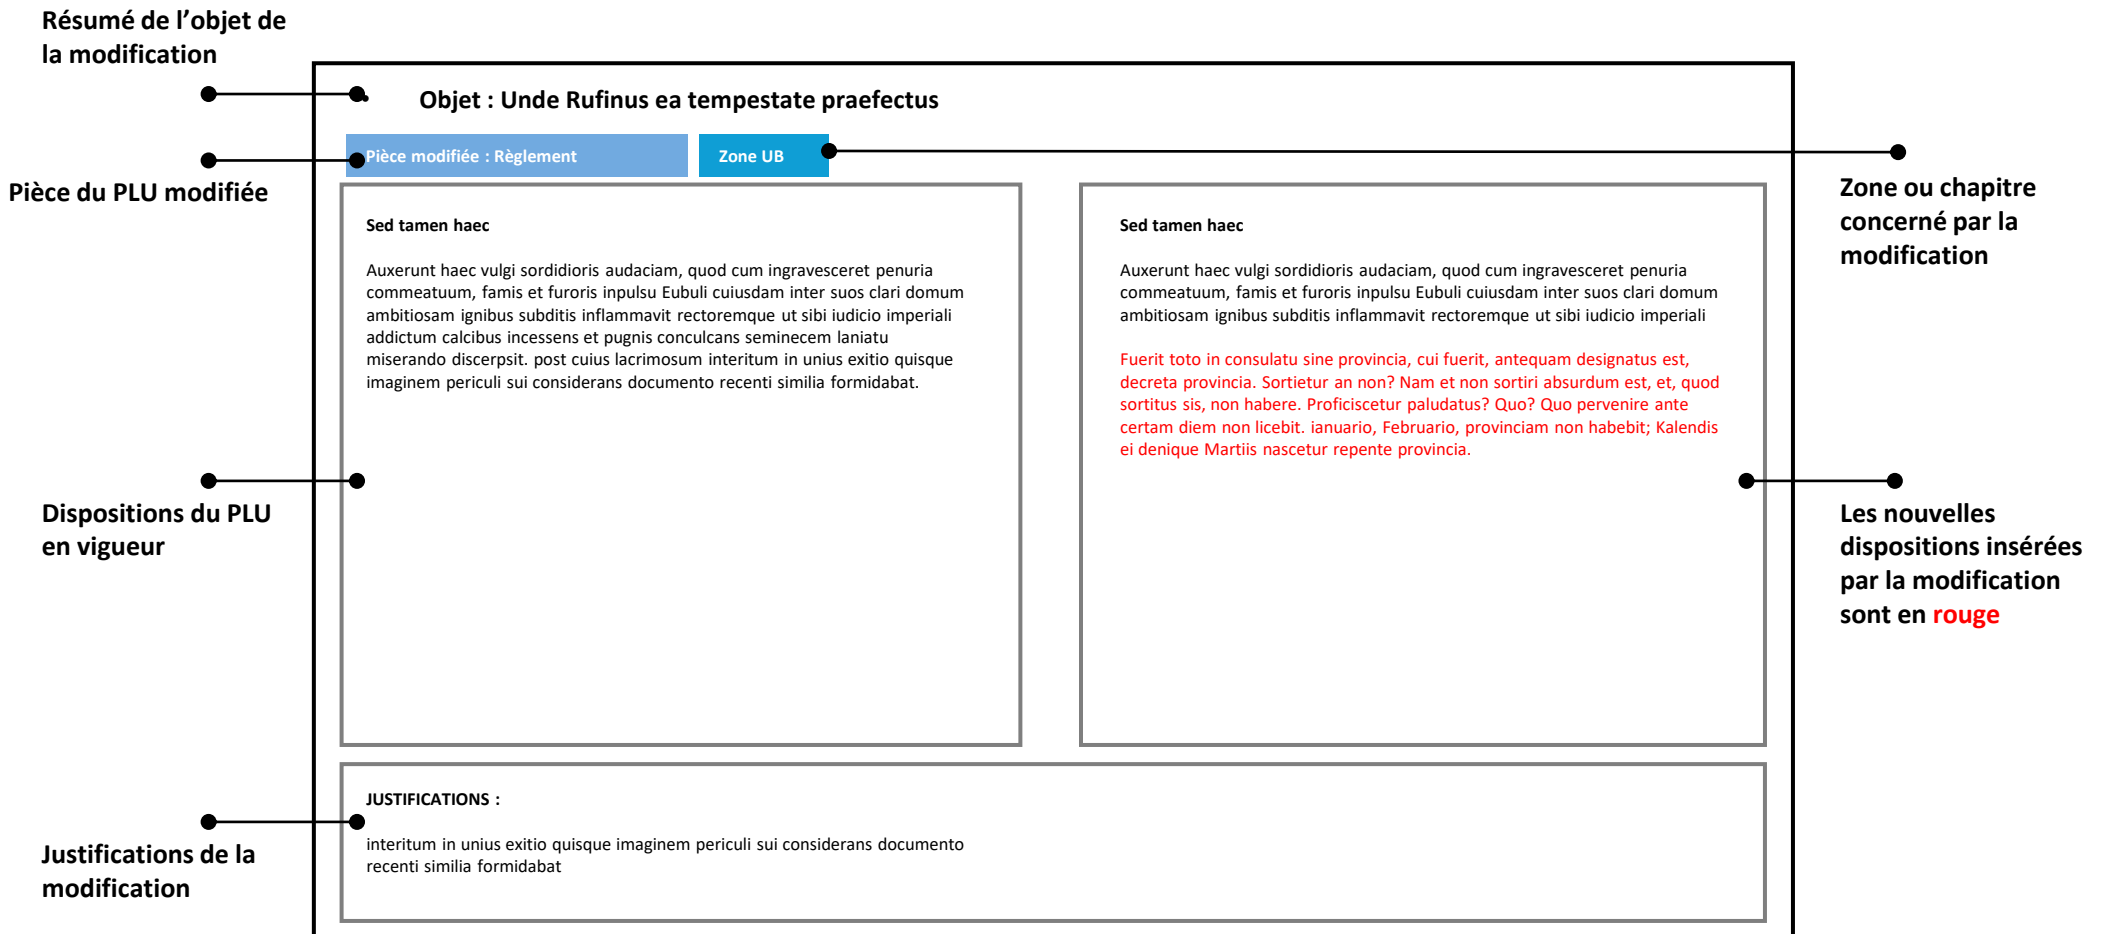 Résumé de l’objet de
la modification
• Objet : Unde Rufinus ea tempestate praefectus
Pièce modifiée : Règlement
Zone UB
Pièce du PLU modifiée
Zone ou chapitre
concerné par la
modification
Sed tamen haec
Auxerunt haec vulgi sordidioris audaciam, quod cum ingravesceret penuria
commeatuum, famis et furoris inpulsu Eubuli cuiusdam inter suos clari domum
ambitiosam ignibus subditis inflammavit rectoremque ut sibi iudicio imperiali
addictum calcibus incessens et pugnis conculcans seminecem laniatu
miserando discerpsit. post cuius lacrimosum interitum in unius exitio quisque
imaginem periculi sui considerans documento recenti similia formidabat.
Sed tamen haec
Auxerunt haec vulgi sordidioris audaciam, quod cum ingravesceret penuria
commeatuum, famis et furoris inpulsu Eubuli cuiusdam inter suos clari domum
ambitiosam ignibus subditis inflammavit rectoremque ut sibi iudicio imperiali
Fuerit toto in consulatu sine provincia, cui fuerit, antequam designatus est,
decreta provincia. Sortietur an non? Nam et non sortiri absurdum est, et, quod
sortitus sis, non habere. Proficiscetur paludatus? Quo? Quo pervenire ante
certam diem non licebit. ianuario, Februario, provinciam non habebit; Kalendis
ei denique Martiis nascetur repente provincia.
Dispositions du PLU
en vigueur
Les nouvelles
dispositions insérées
par la modification
sont en rouge
JUSTIFICATIONS :
interitum in unius exitio quisque imaginem periculi sui considerans documento
recenti similia formidabat
Justifications de la
modification